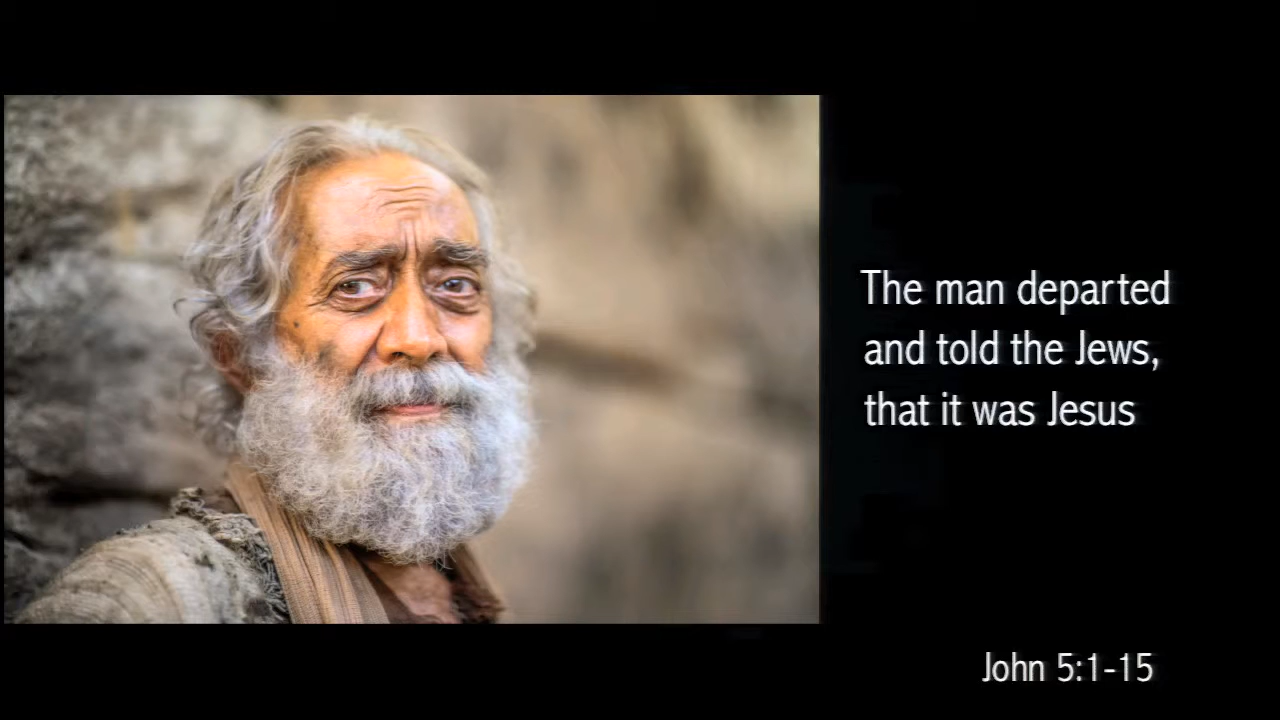 The man departed
and told the Jews,
that it was Jesus
John 5:1-15